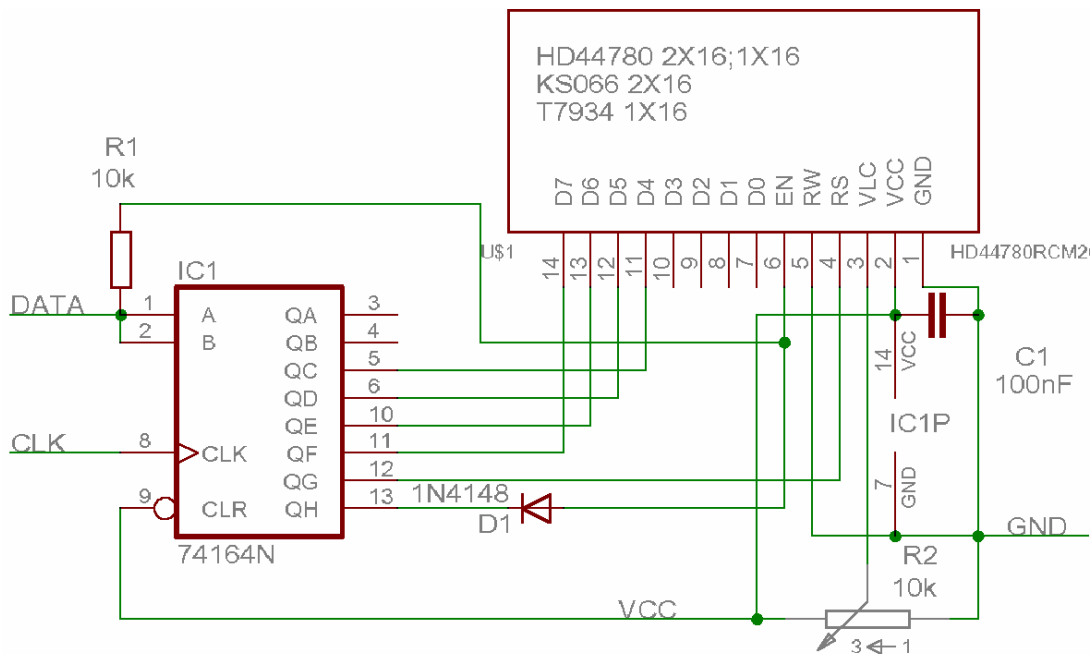 HD44780 2X16;1X16
KS066 2X16
T7934 1X16
R1
10k
D7
D6
D5
D4
D3
D2
D1
D0
EN
RW
RS
VLC
VCC
GND
U$1
14
13
12
11
10
9
8
7
6
5
4
3
2
1
IC1
DATA
1
A
QA
3
2
B
QB
4
QC
5
QD
6
QE
10
CLK
8
CLK
QF
11
QG
12
9
CLR
QH
13
74164N
1N4148
D1
14
VCC
C1
100nF
IC1P
7
GND
GND
R2
10k
VCC
3
1